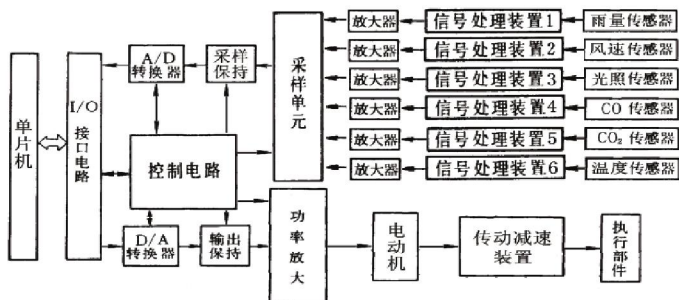 放大器 信号处理装置1 雨量传感器
放大器 信号处理装置2 风速传感器
放大器 信号处理装置3 光照传感器
放大器 信号处理装置4 CO 传感器
放大器 信号处理装置5 CO₂ 传感器
放大器 信号处理装置6 温度传感器
A/D
转换器
采样
保持
采样单元
单片机
I/O
接口电路
控制电路
D/A
转换器
输出
保持
功率放大
电动机
传动减速
装置
执行部件